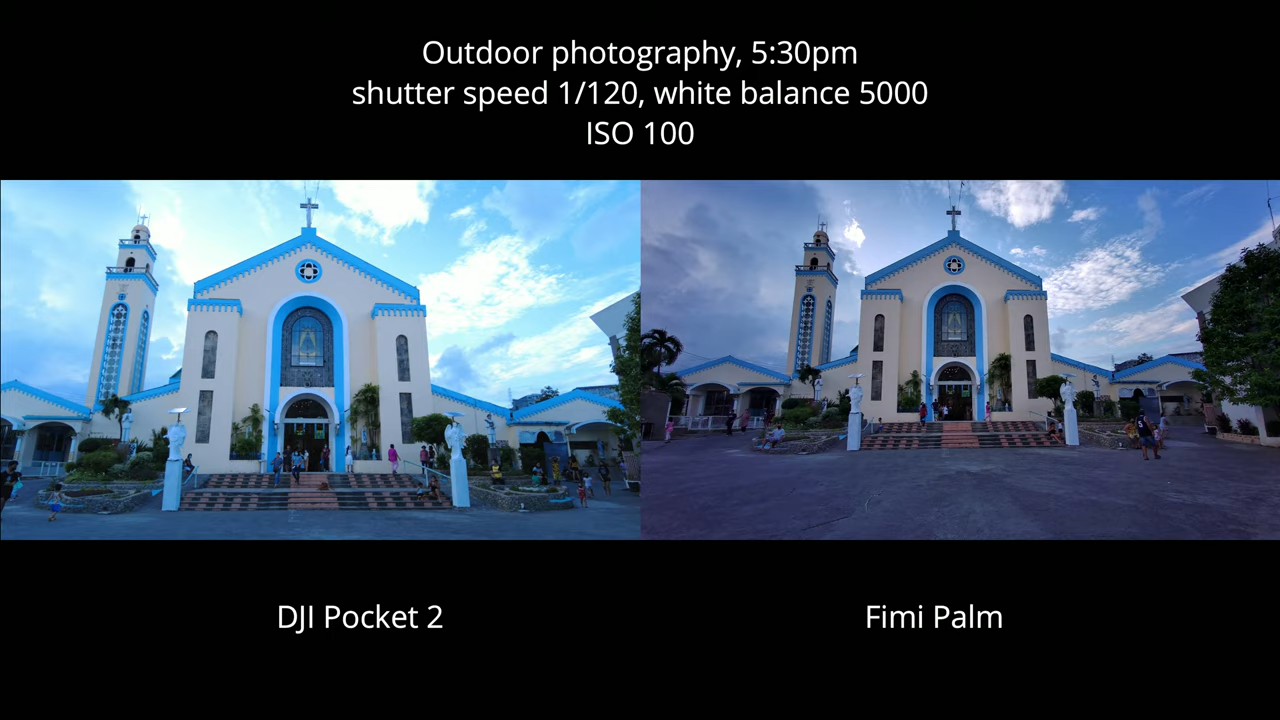 Outdoor photography, 5:30pm
shutter speed 1/120, white balance 5000
ISO 100
DJI Pocket 2
Fimi Palm